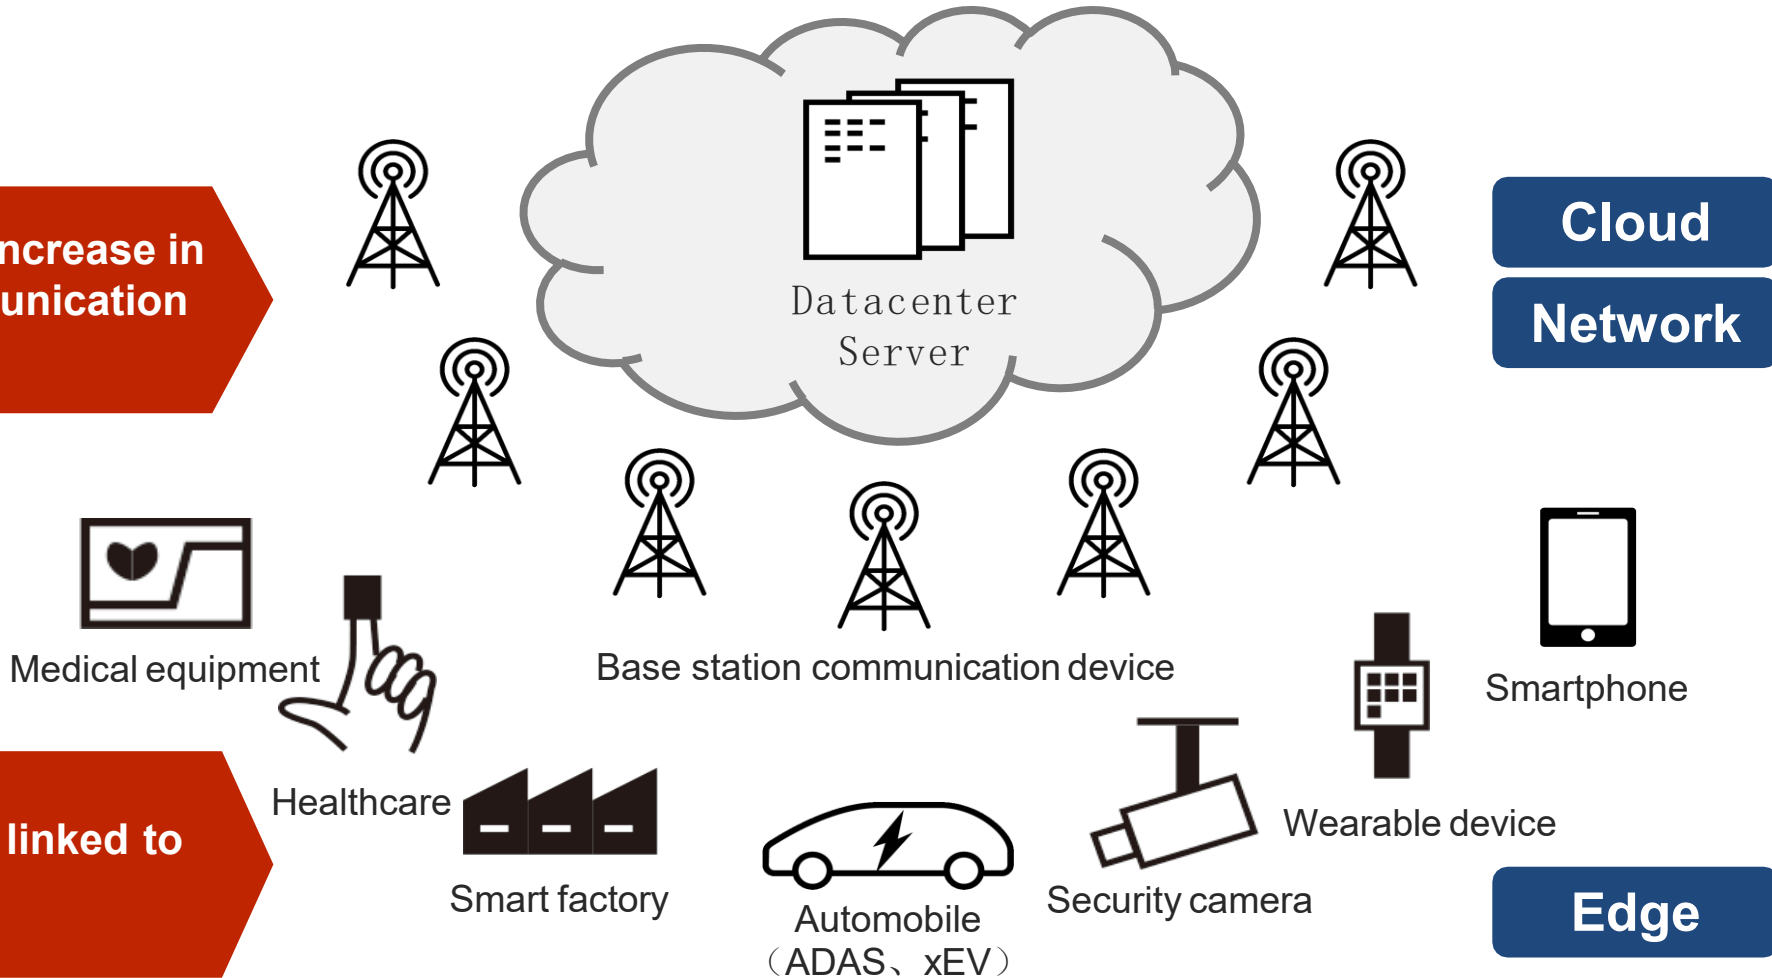 ncrease in
unication
Datacenter
Server
Cloud
Network
Medical equipment
Base station communication device
Smartphone
Healthcare
Wearable device
linked to
Smart factory
Automobile
（ADAS、xEV）
Security camera
Edge